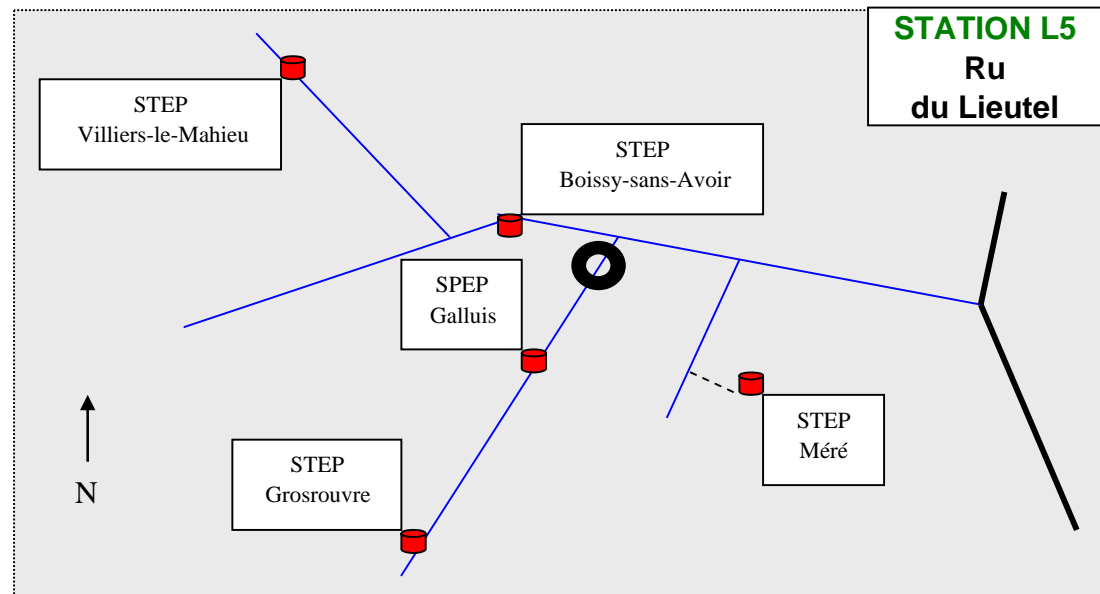 STATION L5
Ru
du Lieutel
STEP
Villiers-le-Mahieu
STEP
Boissy-sans-Avoir
SPEP
Galluis
STEP
Méré
STEP
Grosrouvre
N